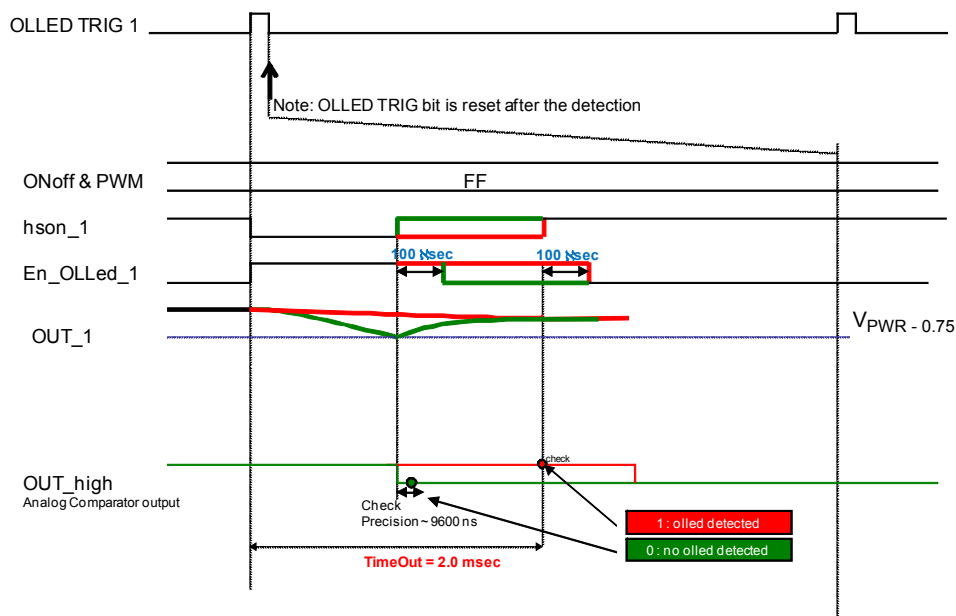 OLLED TRIG 1
Note: OLLED TRIG bit is reset after the detection
ONoff & PWM
FF
hson_1
100 sec
100 sec
En_OLLed_1
OUT_1
VPWR - 0.75
check
OUT_high
Analog Comparator output
Check
Precision ~ 9600 ns
1 : olled detected
0 : no olled detected
TimeOut = 2.0 msec